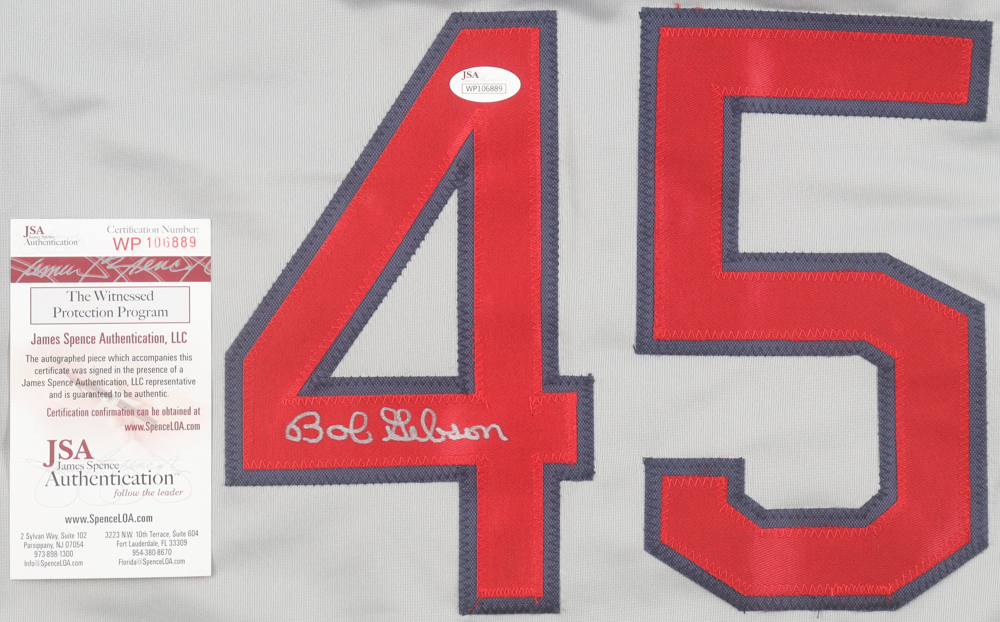 45
JSA
WP106889
Bob Gibson
JSA
Authentication
Certification Number:
WP 106889
James Spence
The Witnessed
Protection Program
James Spence Authentication, LLC
The autographed piece which accompanies this
certificate was signed in the presence of a
James Spence Authentication, LLC representative
and is guaranteed to be authentic.
Certification confirmation can be obtained at
www.SpenceLOA.com
JSA
James Spence
Authentication
follow the leader
www.SpenceLOA.com
2 Sylvan Way, Suite 102
Parsippany, NJ 07054
973-898-1300
Info@SpenceLOA.com
3223 N.W. 10th Terrace, Suite 604
Fort Lauderdale, FL 33309
954-380-8670
Florida@SpenceLOA.com